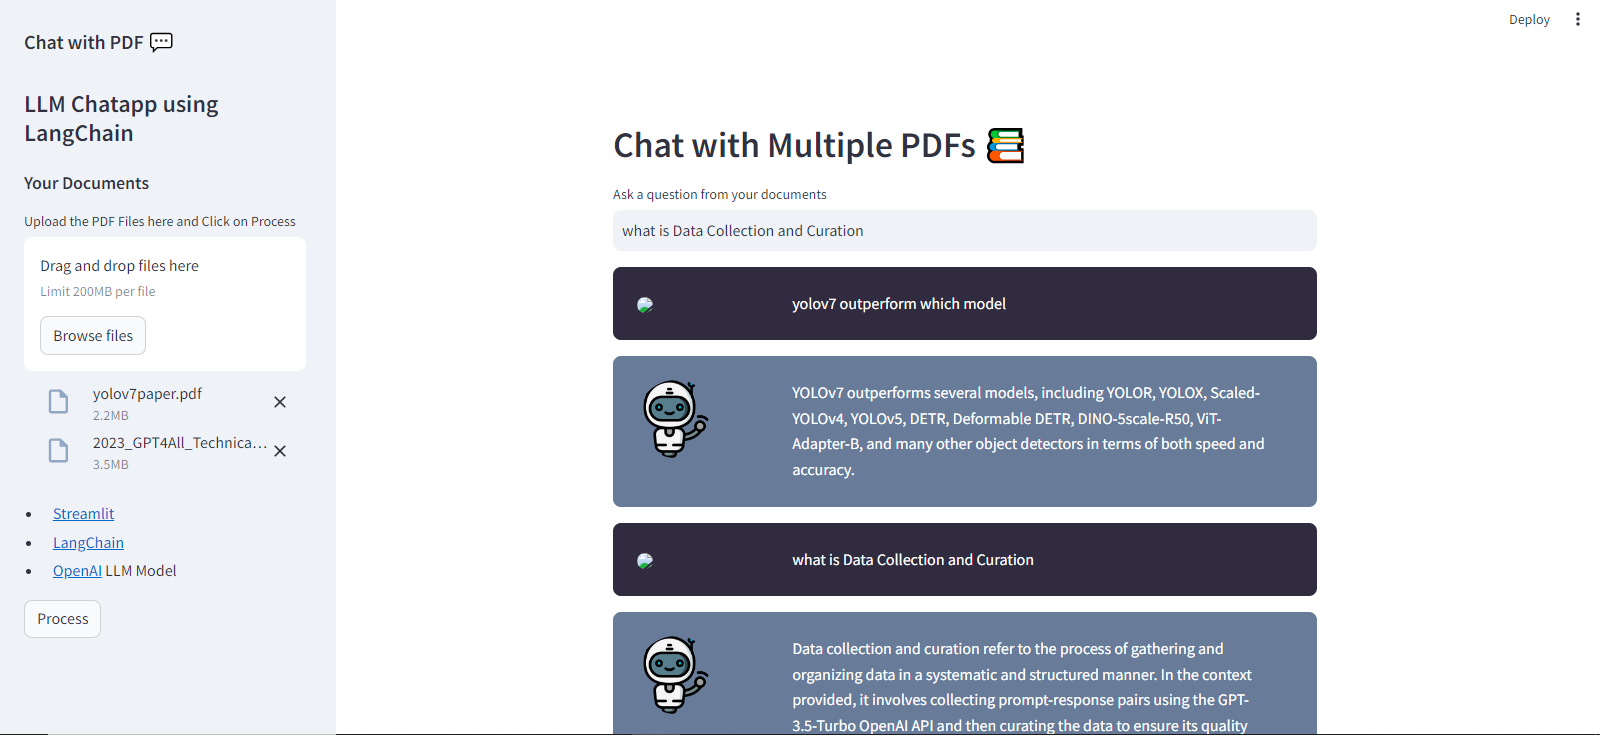 Deploy
Chat with PDF
LLM Chatapp using
LangChain
Your Documents
Upload the PDF Files here and Click on Process
Drag and drop files here
Limit 200MB per file
Browse files
yolov7paper.pdf
2.2MB
2023_GPT4All_Technica...
3.5MB
Streamlit
LangChain
OpenAI LLM Model
Process
Chat with Multiple PDFs
Ask a question from your documents
what is Data Collection and Curation
yolov7 outperform which model
YOLOv7 outperforms several models, including YOLOR, YOLOX, Scaled-
YOLOv4, YOLOv5, DETR, Deformable DETR, DINO-5scale-R50, ViT-
Adapter-B, and many other object detectors in terms of both speed and
accuracy.
what is Data Collection and Curation
Data collection and curation refer to the process of gathering and
organizing data in a systematic and structured manner. In the context
provided, it involves collecting prompt-response pairs using the GPT-
3.5-Turbo OpenAI API and then curating the data to ensure its quality